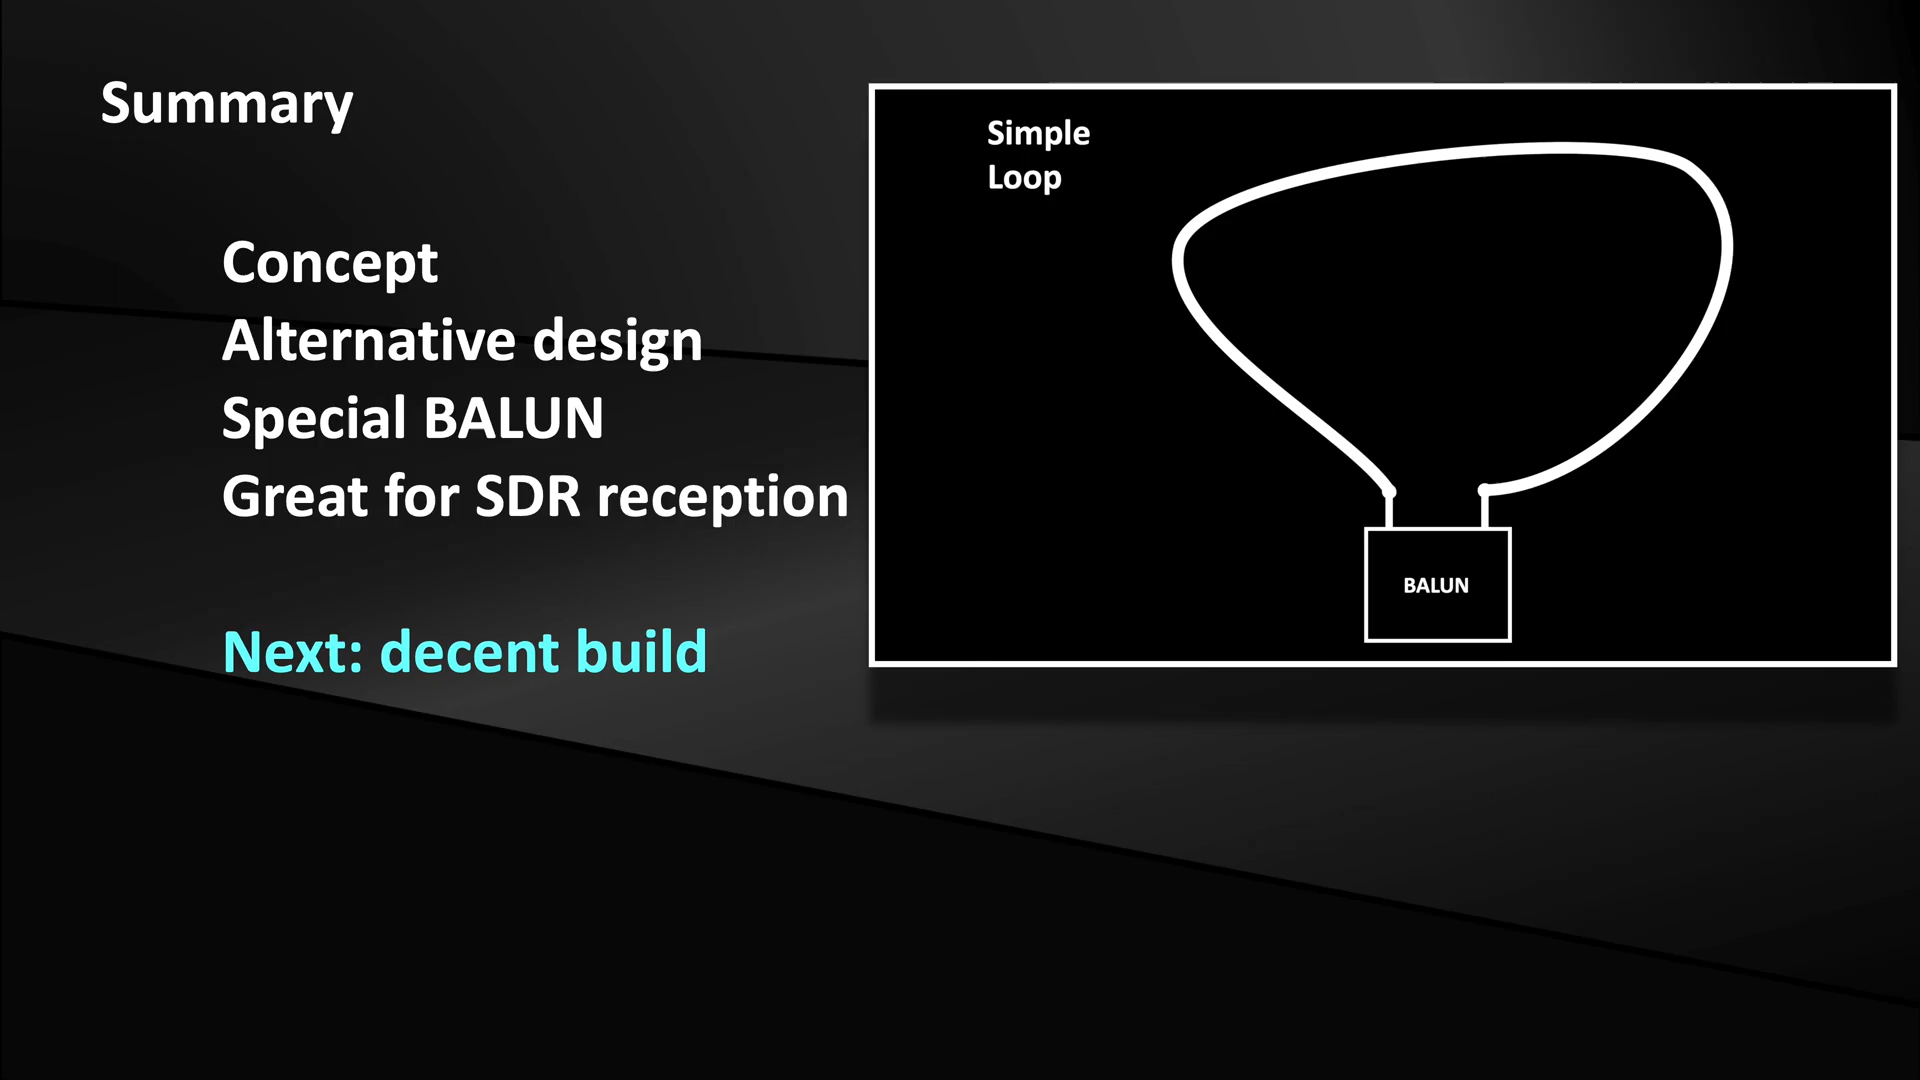 Summary
Concept
Alternative design
Special BALUN
Great for SDR reception
Next: decent build
Simple
Loop
BALUN